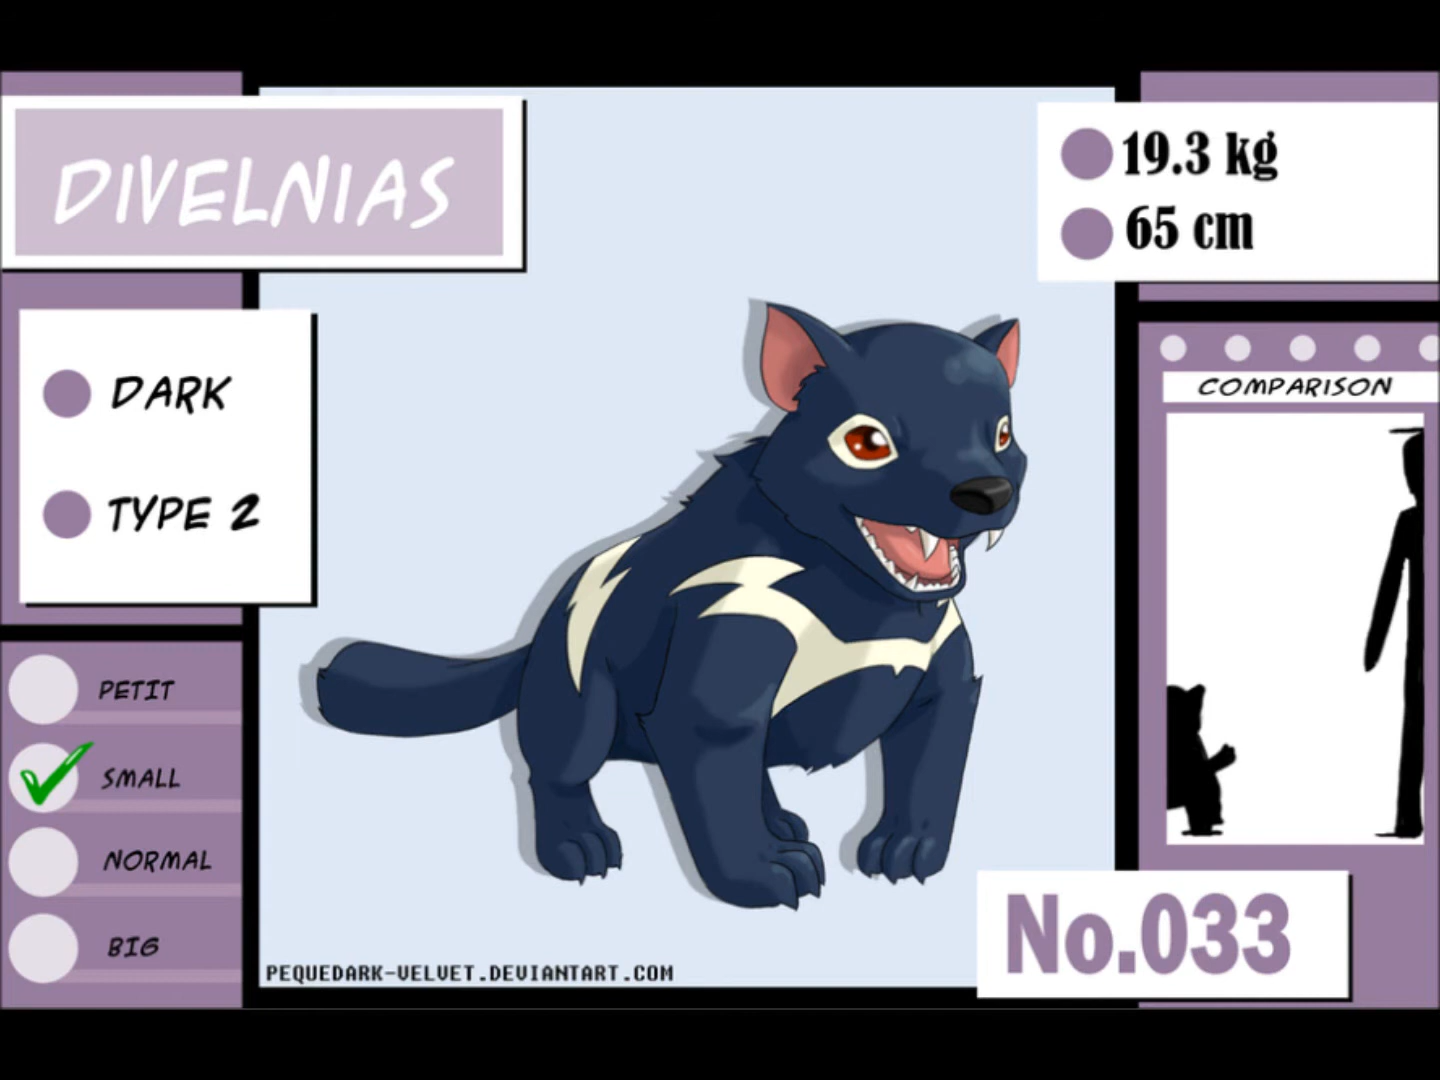 DIVELNIAS
19.3 kg
65 cm
DARK
TYPE 2
COMPARISON
PETIT
SMALL
NORMAL
BIG
PEQUEDARK-VELVET.DEVIANTART.COM
No.033